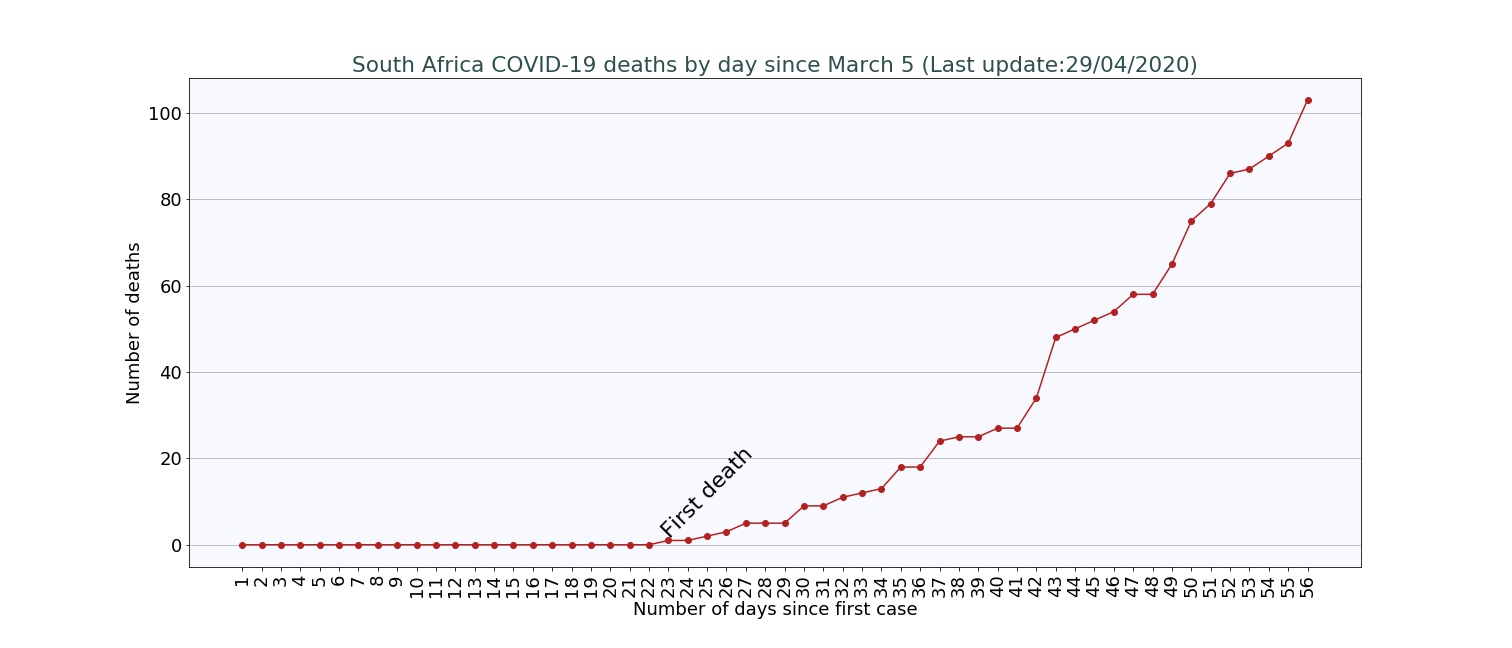 South Africa COVID-19 deaths by day since March 5 (Last update:29/04/2020)
100
80
60
40
20
0
Number of deaths
First death
1 2 3 4 5 6 7 8 9 10 11 12 13 14 15 16 17 18 19 20 21 22 23 24 25 26 27 28 29 30 31 32 33 34 35 36 37 38 39 40 41 42 43 44 45 46 47 48 49 50 51 52 53 54 55 56
Number of days since first case